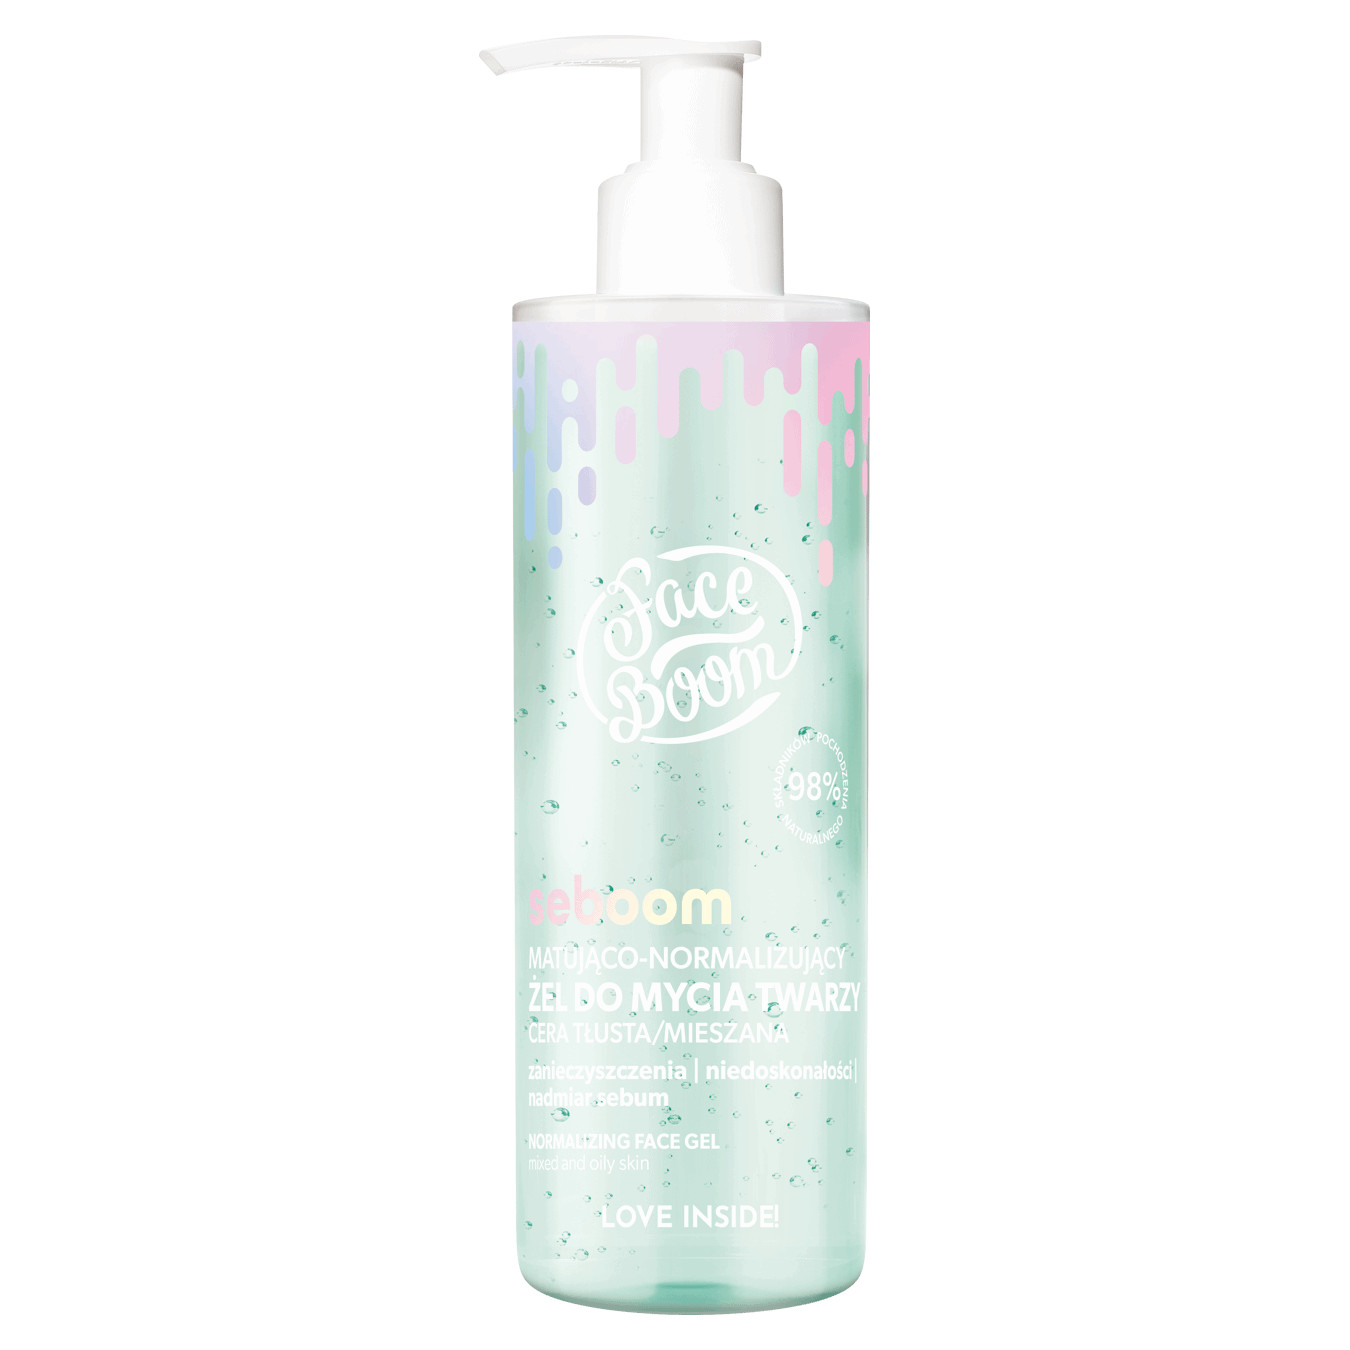 Face
Boom
SKŁADNIKÓW POCHODZENIA
98%
NATURALNEGO
seboom
MATUJĄCO-NORMALIZUJĄCY
ŻEL DO MYCIA TWARZY
CERA TŁUSTA/MIESZANA
zanieczyszczenia | niedoskonałości |
nadmiar sebum
NORMALIZING FACE GEL
mixed and oily skin
LOVE INSIDE!